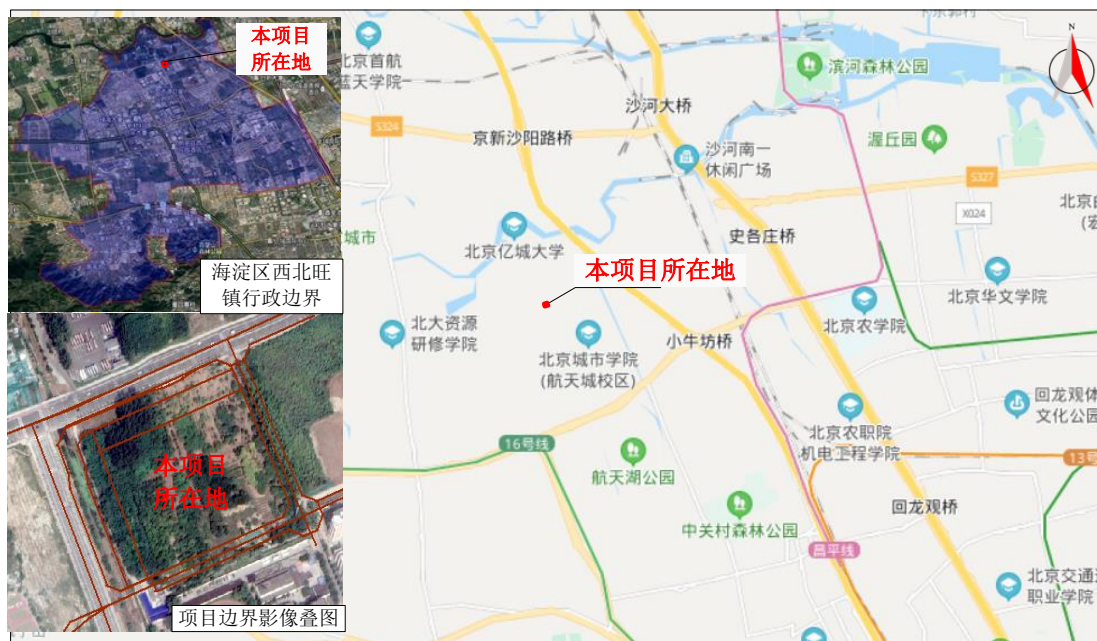 本项目
所在地
海淀区西北旺
镇行政边界
本项目
所在地
项目边界影像叠图
北京首航
蓝天学院
S324
京新沙阳路桥
沙河大桥
滨河森林公园
渥丘园
沙河南一
休闲广场
S327
X024
史各庄桥
北京亿城大学
城市
本项目所在地
北京华文学院
北大资源
研修学院
北京城市学院
(航天城校区)
小牛坊桥
北京农学院
回龙观体
文化公园
北京农职院
机电工程学院
16号线
13号
航天湖公园
中关村森林公园
回龙观桥
昌平线
北京交通运
职业学院
N